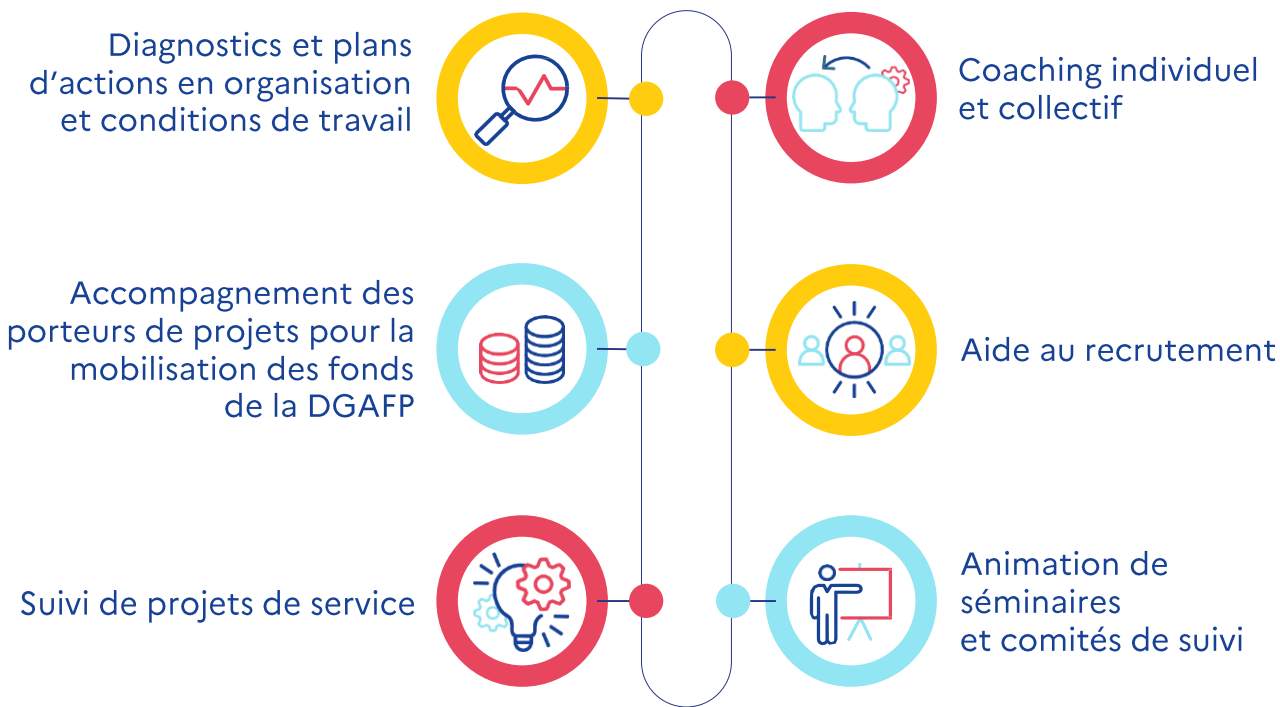 Diagnostics et plans
d’actions en organisation
et conditions de travail
Coaching individuel
et collectif
Accompagnement des
porteurs de projets pour la
mobilisation des fonds
de la DGAFP
Aide au recrutement
Suivi de projets de service
Animation de
séminaires
et comités de suivi